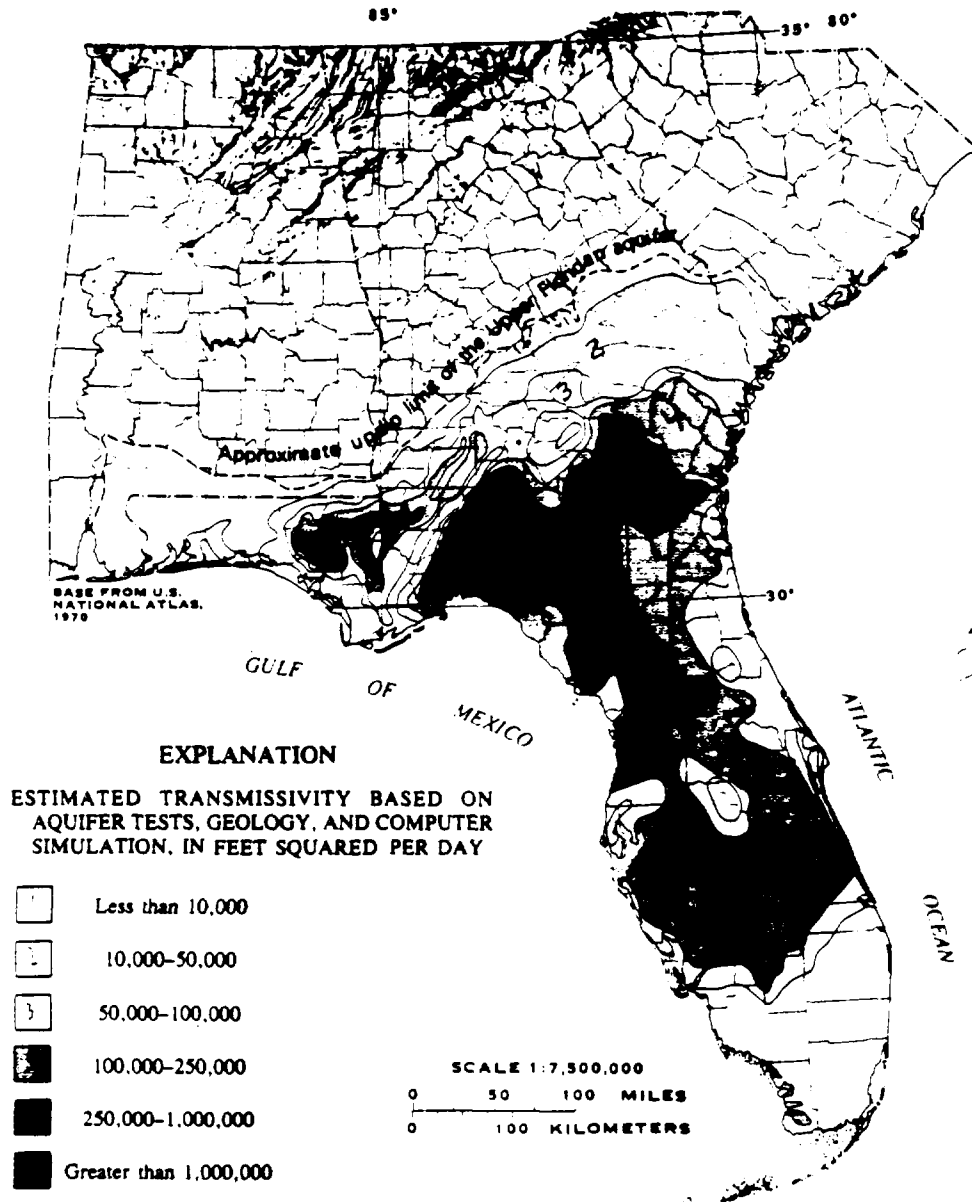 85°
35° 80°
Approximate updip limit of the Upper Floridan aquifer
2
3
BASE FROM U.S.
NATIONAL ATLAS,
1970
30°
GULF OF MEXICO
ATLANTIC OCEAN
EXPLANATION
ESTIMATED TRANSMISSIVITY BASED ON
AQUIFER TESTS, GEOLOGY, AND COMPUTER
SIMULATION, IN FEET SQUARED PER DAY
Less than 10,000
10,000–50,000
3 50,000–100,000
100,000–250,000
250,000–1,000,000
Greater than 1,000,000
SCALE 1:7,500,000
0 50 100 MILES
0 100 KILOMETERS